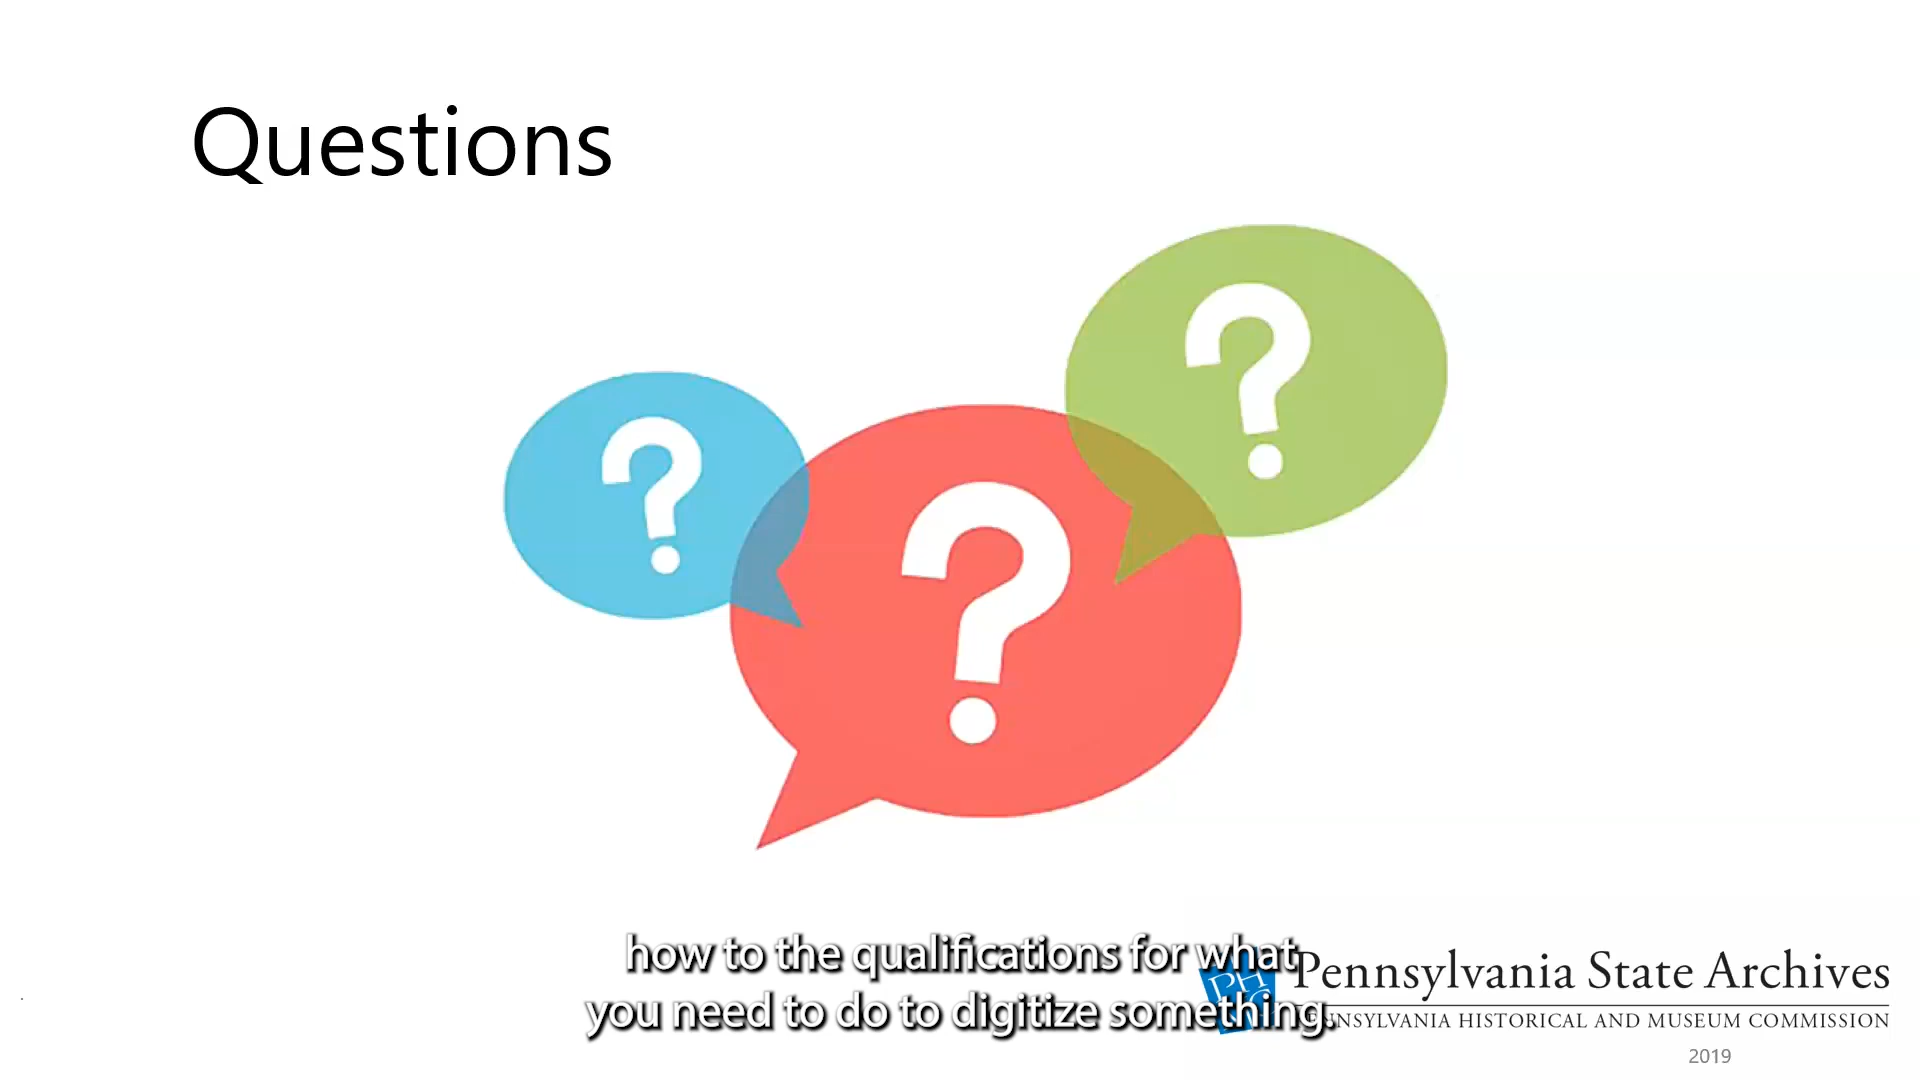 Questions
?
?
?
how to the qualifications for what
you need to do to digitize something.
Pennsylvania State Archives
PENNSYLVANIA HISTORICAL AND MUSEUM COMMISSION
2019